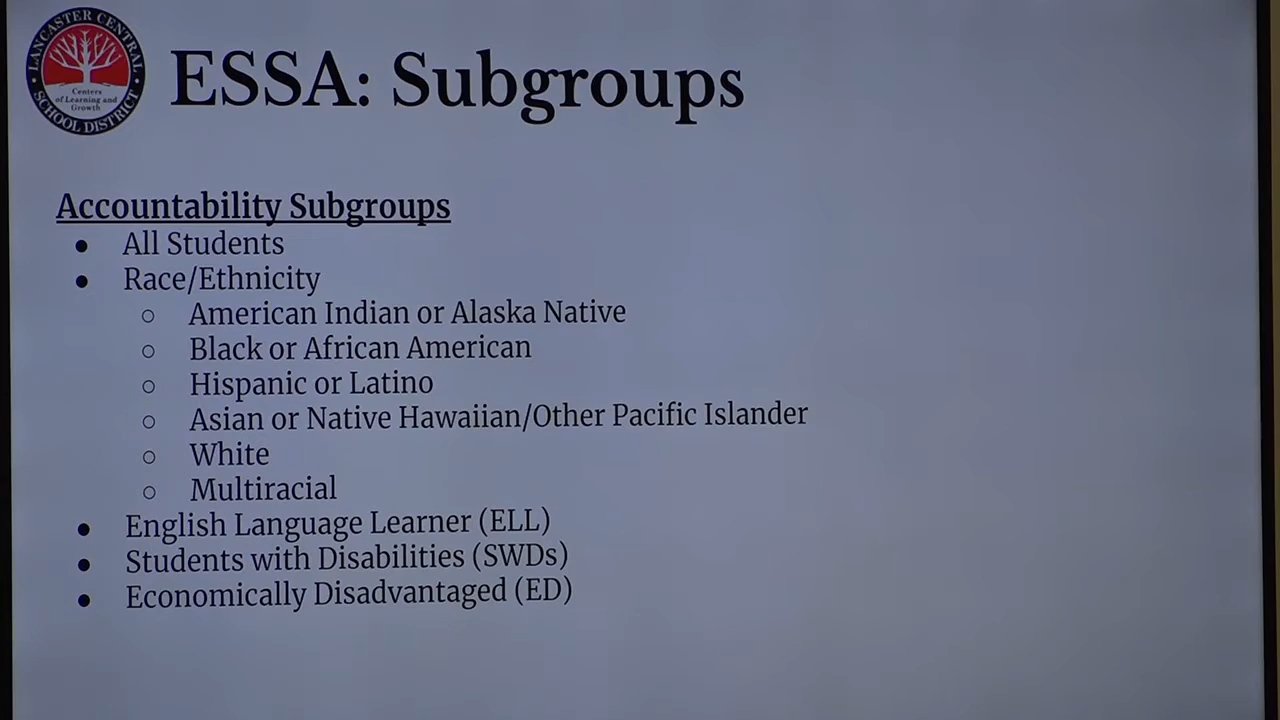 LANCASTER CENTRAL
SCHOOL DISTRICT
Centers
of Learning and
Growth
ESSA: Subgroups
Accountability Subgroups
● All Students
● Race/Ethnicity
○ American Indian or Alaska Native
○ Black or African American
○ Hispanic or Latino
○ Asian or Native Hawaiian/Other Pacific Islander
○ White
○ Multiracial
● English Language Learner (ELL)
● Students with Disabilities (SWDs)
● Economically Disadvantaged (ED)